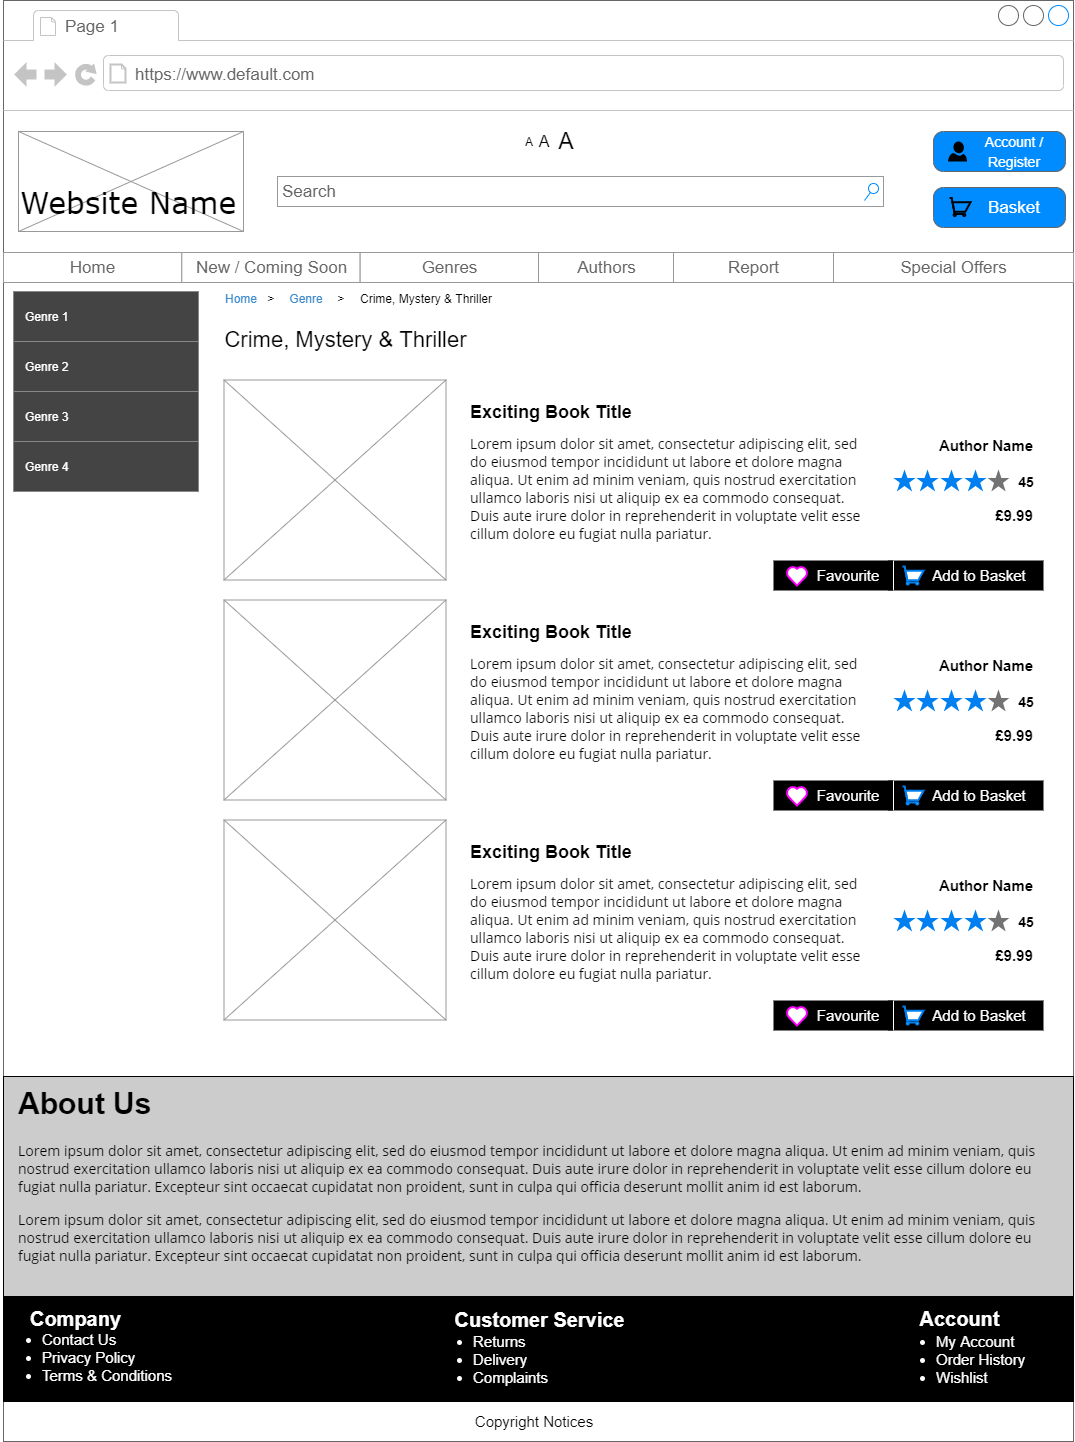 Page 1
https://www.default.com
A A A
Website Name
Search
Account /
Register
Basket
Home
New / Coming Soon
Genres
Authors
Report
Special Offers
Genre 1
Genre 2
Genre 3
Genre 4
Home > Genre > Crime, Mystery & Thriller
Crime, Mystery & Thriller
Exciting Book Title
Lorem ipsum dolor sit amet, consectetur adipiscing elit, sed
do eiusmod tempor incididunt ut labore et dolore magna
aliqua. Ut enim ad minim veniam, quis nostrud exercitation
ullamco laboris nisi ut aliquip ex ea commodo consequat.
Duis aute irure dolor in reprehenderit in voluptate velit esse
cillum dolore eu fugiat nulla pariatur.
Author Name
45
£9.99
Favourite
Add to Basket
Exciting Book Title
Lorem ipsum dolor sit amet, consectetur adipiscing elit, sed
do eiusmod tempor incididunt ut labore et dolore magna
aliqua. Ut enim ad minim veniam, quis nostrud exercitation
ullamco laboris nisi ut aliquip ex ea commodo consequat.
Duis aute irure dolor in reprehenderit in voluptate velit esse
cillum dolore eu fugiat nulla pariatur.
Author Name
45
£9.99
Favourite
Add to Basket
Exciting Book Title
Lorem ipsum dolor sit amet, consectetur adipiscing elit, sed
do eiusmod tempor incididunt ut labore et dolore magna
aliqua. Ut enim ad minim veniam, quis nostrud exercitation
ullamco laboris nisi ut aliquip ex ea commodo consequat.
Duis aute irure dolor in reprehenderit in voluptate velit esse
cillum dolore eu fugiat nulla pariatur.
Author Name
45
£9.99
Favourite
Add to Basket
About Us
Lorem ipsum dolor sit amet, consectetur adipiscing elit, sed do eiusmod tempor incididunt ut labore et dolore magna aliqua. Ut enim ad minim veniam, quis
nostrud exercitation ullamco laboris nisi ut aliquip ex ea commodo consequat. Duis aute irure dolor in reprehenderit in voluptate velit esse cillum dolore eu
fugiat nulla pariatur. Excepteur sint occaecat cupidatat non proident, sunt in culpa qui officia deserunt mollit anim id est laborum.
Lorem ipsum dolor sit amet, consectetur adipiscing elit, sed do eiusmod tempor incididunt ut labore et dolore magna aliqua. Ut enim ad minim veniam, quis
nostrud exercitation ullamco laboris nisi ut aliquip ex ea commodo consequat. Duis aute irure dolor in reprehenderit in voluptate velit esse cillum dolore eu
fugiat nulla pariatur. Excepteur sint occaecat cupidatat non proident, sunt in culpa qui officia deserunt mollit anim id est laborum.
Company
• Contact Us
• Privacy Policy
• Terms & Conditions
Customer Service
• Returns
• Delivery
• Complaints
Account
• My Account
• Order History
• Wishlist
Copyright Notices